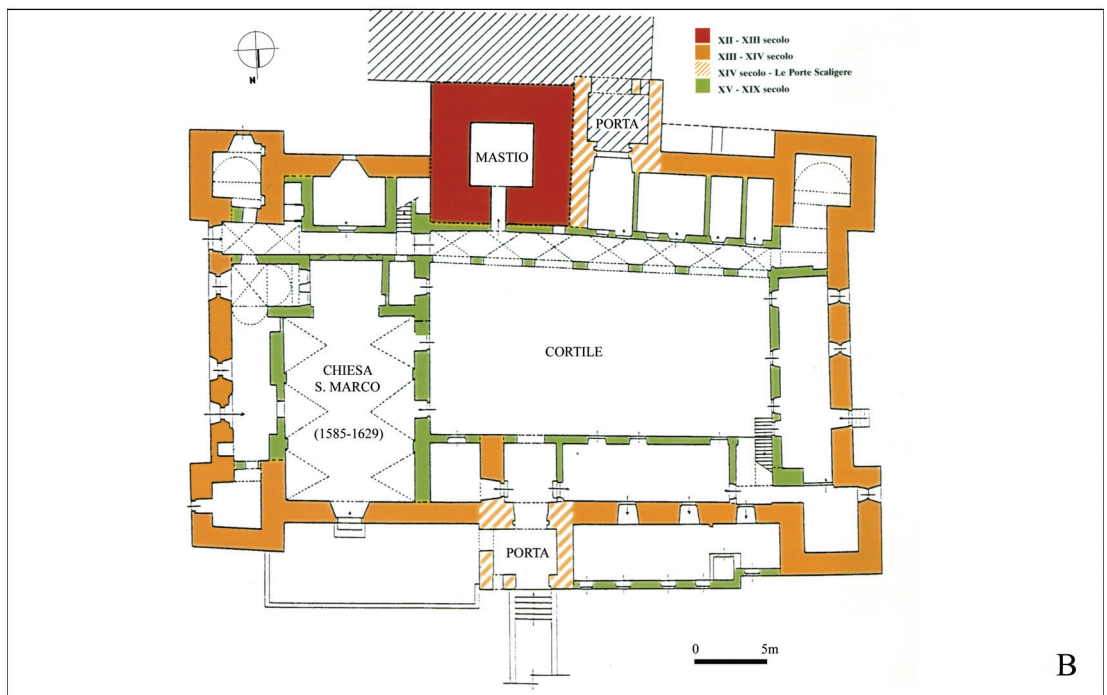 XII - XIII secolo
XIII - XIV secolo
XIV secolo - Le Porte Scaligere
XV - XIX secolo
N
PORTA
MASTIO
CORTILE
CHIESA
S. MARCO
(1585-1629)
PORTA
0 5m
B